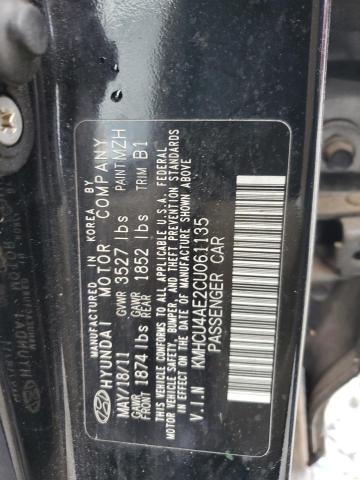 MANUFACTURED IN KOREA BY
HYUNDAI MOTOR COMPANY
MAY/18/11 GVWR 3527 lbs PAINT MZH
GAWR FRONT 1874 lbs GAWR REAR 1852 lbs TRIM B1
THIS VEHICLE CONFORMS TO ALL APPLICABLE U.S.A. FEDERAL
MOTOR VEHICLE SAFETY, BUMPER, AND THEFT PREVENTION STANDARDS
IN EFFECT ON THE DATE OF MANUFACTURE SHOWN ABOVE.
V.I.N KMHCU4AE2CU061135
PASSENGER CAR